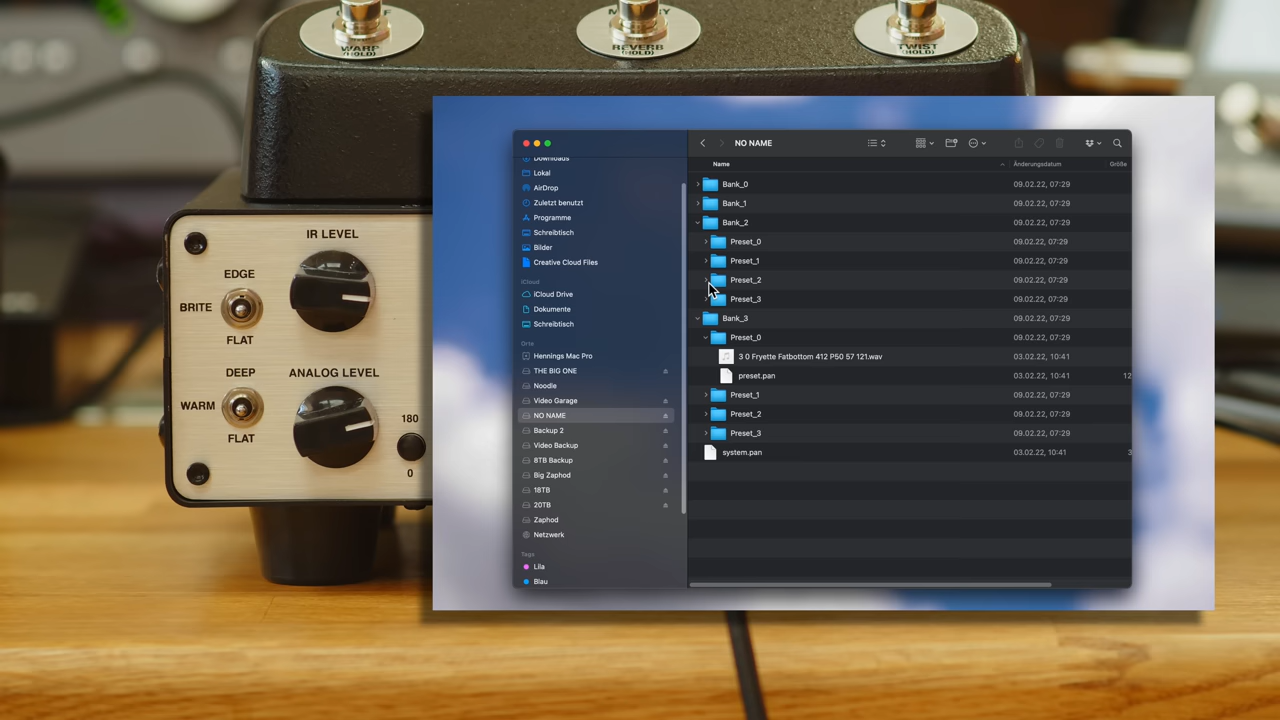 WARP
(HOLD)
REVERB
(HOLD)
TWIST
(HOLD)
IR LEVEL
EDGE
BRITE
FLAT
DEEP
ANALOG LEVEL
WARM
FLAT
180
0
NO NAME
Downloads
Lokal
AirDrop
Zuletzt benutzt
Programme
Schreibtisch
Bilder
Creative Cloud Files
iCloud
iCloud Drive
Dokumente
Schreibtisch
Orte
Hennings Mac Pro
THE BIG ONE
Noodie
Video Garage
NO NAME
Backup 2
Video Backup
8TB Backup
Big Zaphod
18TB
20TB
Zaphod
Netzwerk
Tags
Lila
Blau
Name Änderungsdatum Größe
Bank_0 09.02.22, 07:29
Bank_1 09.02.22, 07:29
Bank_2 09.02.22, 07:29
Preset_0 09.02.22, 07:29
Preset_1 09.02.22, 07:29
Preset_2 09.02.22, 07:29
Preset_3 09.02.22, 07:29
Bank_3 09.02.22, 07:29
Preset_0 09.02.22, 07:29
3 0 Fryette Fatbottom 412 P50 57 121.wav 03.02.22, 10:41
preset.pan 03.02.22, 10:41 12
Preset_1 09.02.22, 07:29
Preset_2 09.02.22, 07:29
Preset_3 09.02.22, 07:29
system.pan 03.02.22, 10:41 3